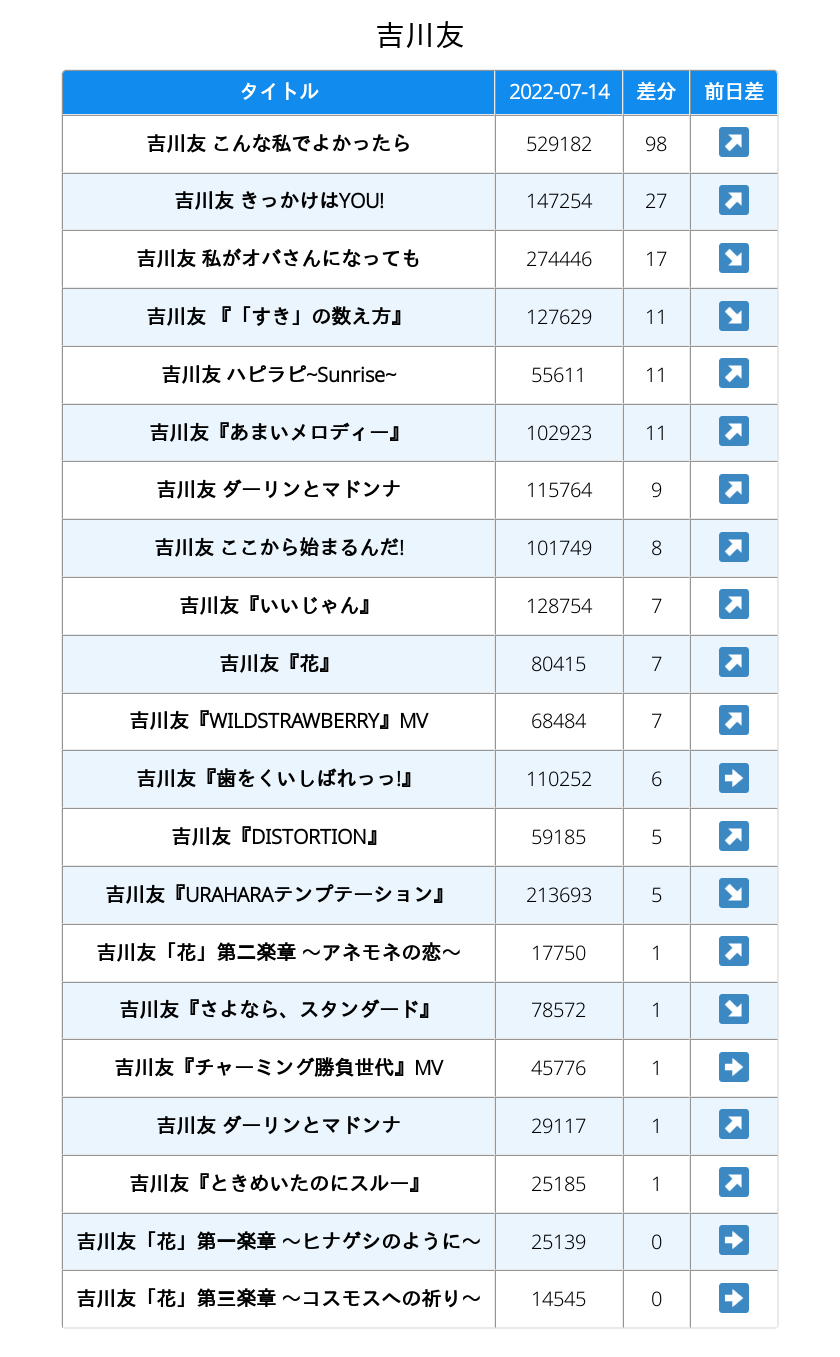 吉川友
タイトル 2022-07-14 差分 前日差
吉川友 こんな私でよかったら 529182 98 ↗
吉川友 きっかけはYOU! 147254 27 ↗
吉川友 私がオバさんになっても 274446 17 ↘
吉川友 『「すき」の数え方』 127629 11 ↘
吉川友 ハピラピ~Sunrise~ 55611 11 ↗
吉川友『あまいメロディー』 102923 11 ↗
吉川友 ダーリンとマドンナ 115764 9 ↗
吉川友 ここから始まるんだ! 101749 8 ↗
吉川友『いいじゃん』 128754 7 ↗
吉川友『花』 80415 7 ↗
吉川友『WILDSTRAWBERRY』MV 68484 7 ↗
吉川友『歯をくいしばれっっ!』 110252 6 ➡
吉川友『DISTORTION』 59185 5 ↗
吉川友『URAHARAテンプテーション』 213693 5 ↘
吉川友「花」第二楽章 〜アネモネの恋〜 17750 1 ↗
吉川友『さよなら、スタンダード』 78572 1 ↘
吉川友『チャーミング勝負世代』MV 45776 1 ➡
吉川友 ダーリンとマドンナ 29117 1 ↗
吉川友『ときめいたのにスルー』 25185 1 ↗
吉川友「花」第一楽章 〜ヒナゲシのように〜 25139 0 ➡
吉川友「花」第三楽章 〜コスモスへの祈り〜 14545 0 ➡